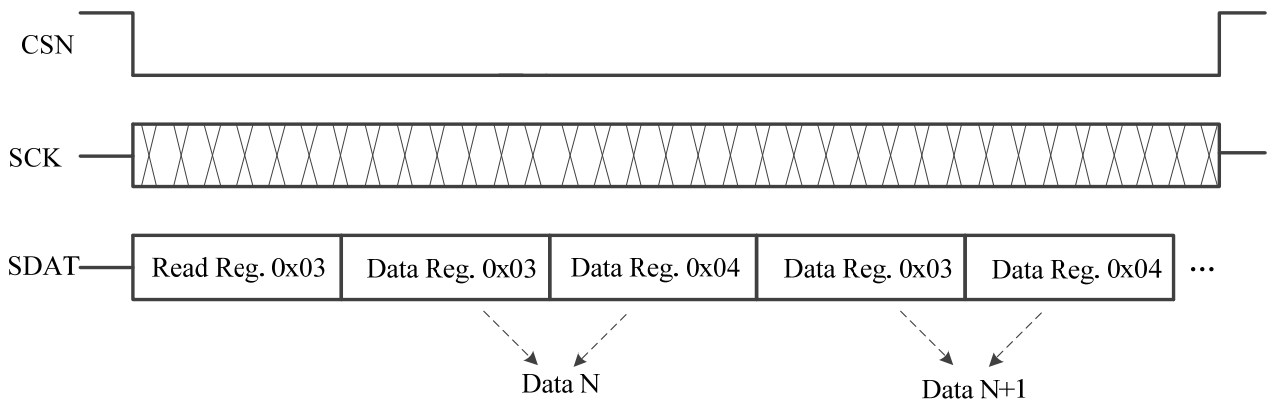 CSN
SCK
SDAT
Read Reg. 0x03 Data Reg. 0x03 Data Reg. 0x04 Data Reg. 0x03 Data Reg. 0x04 ...
Data N
Data N+1